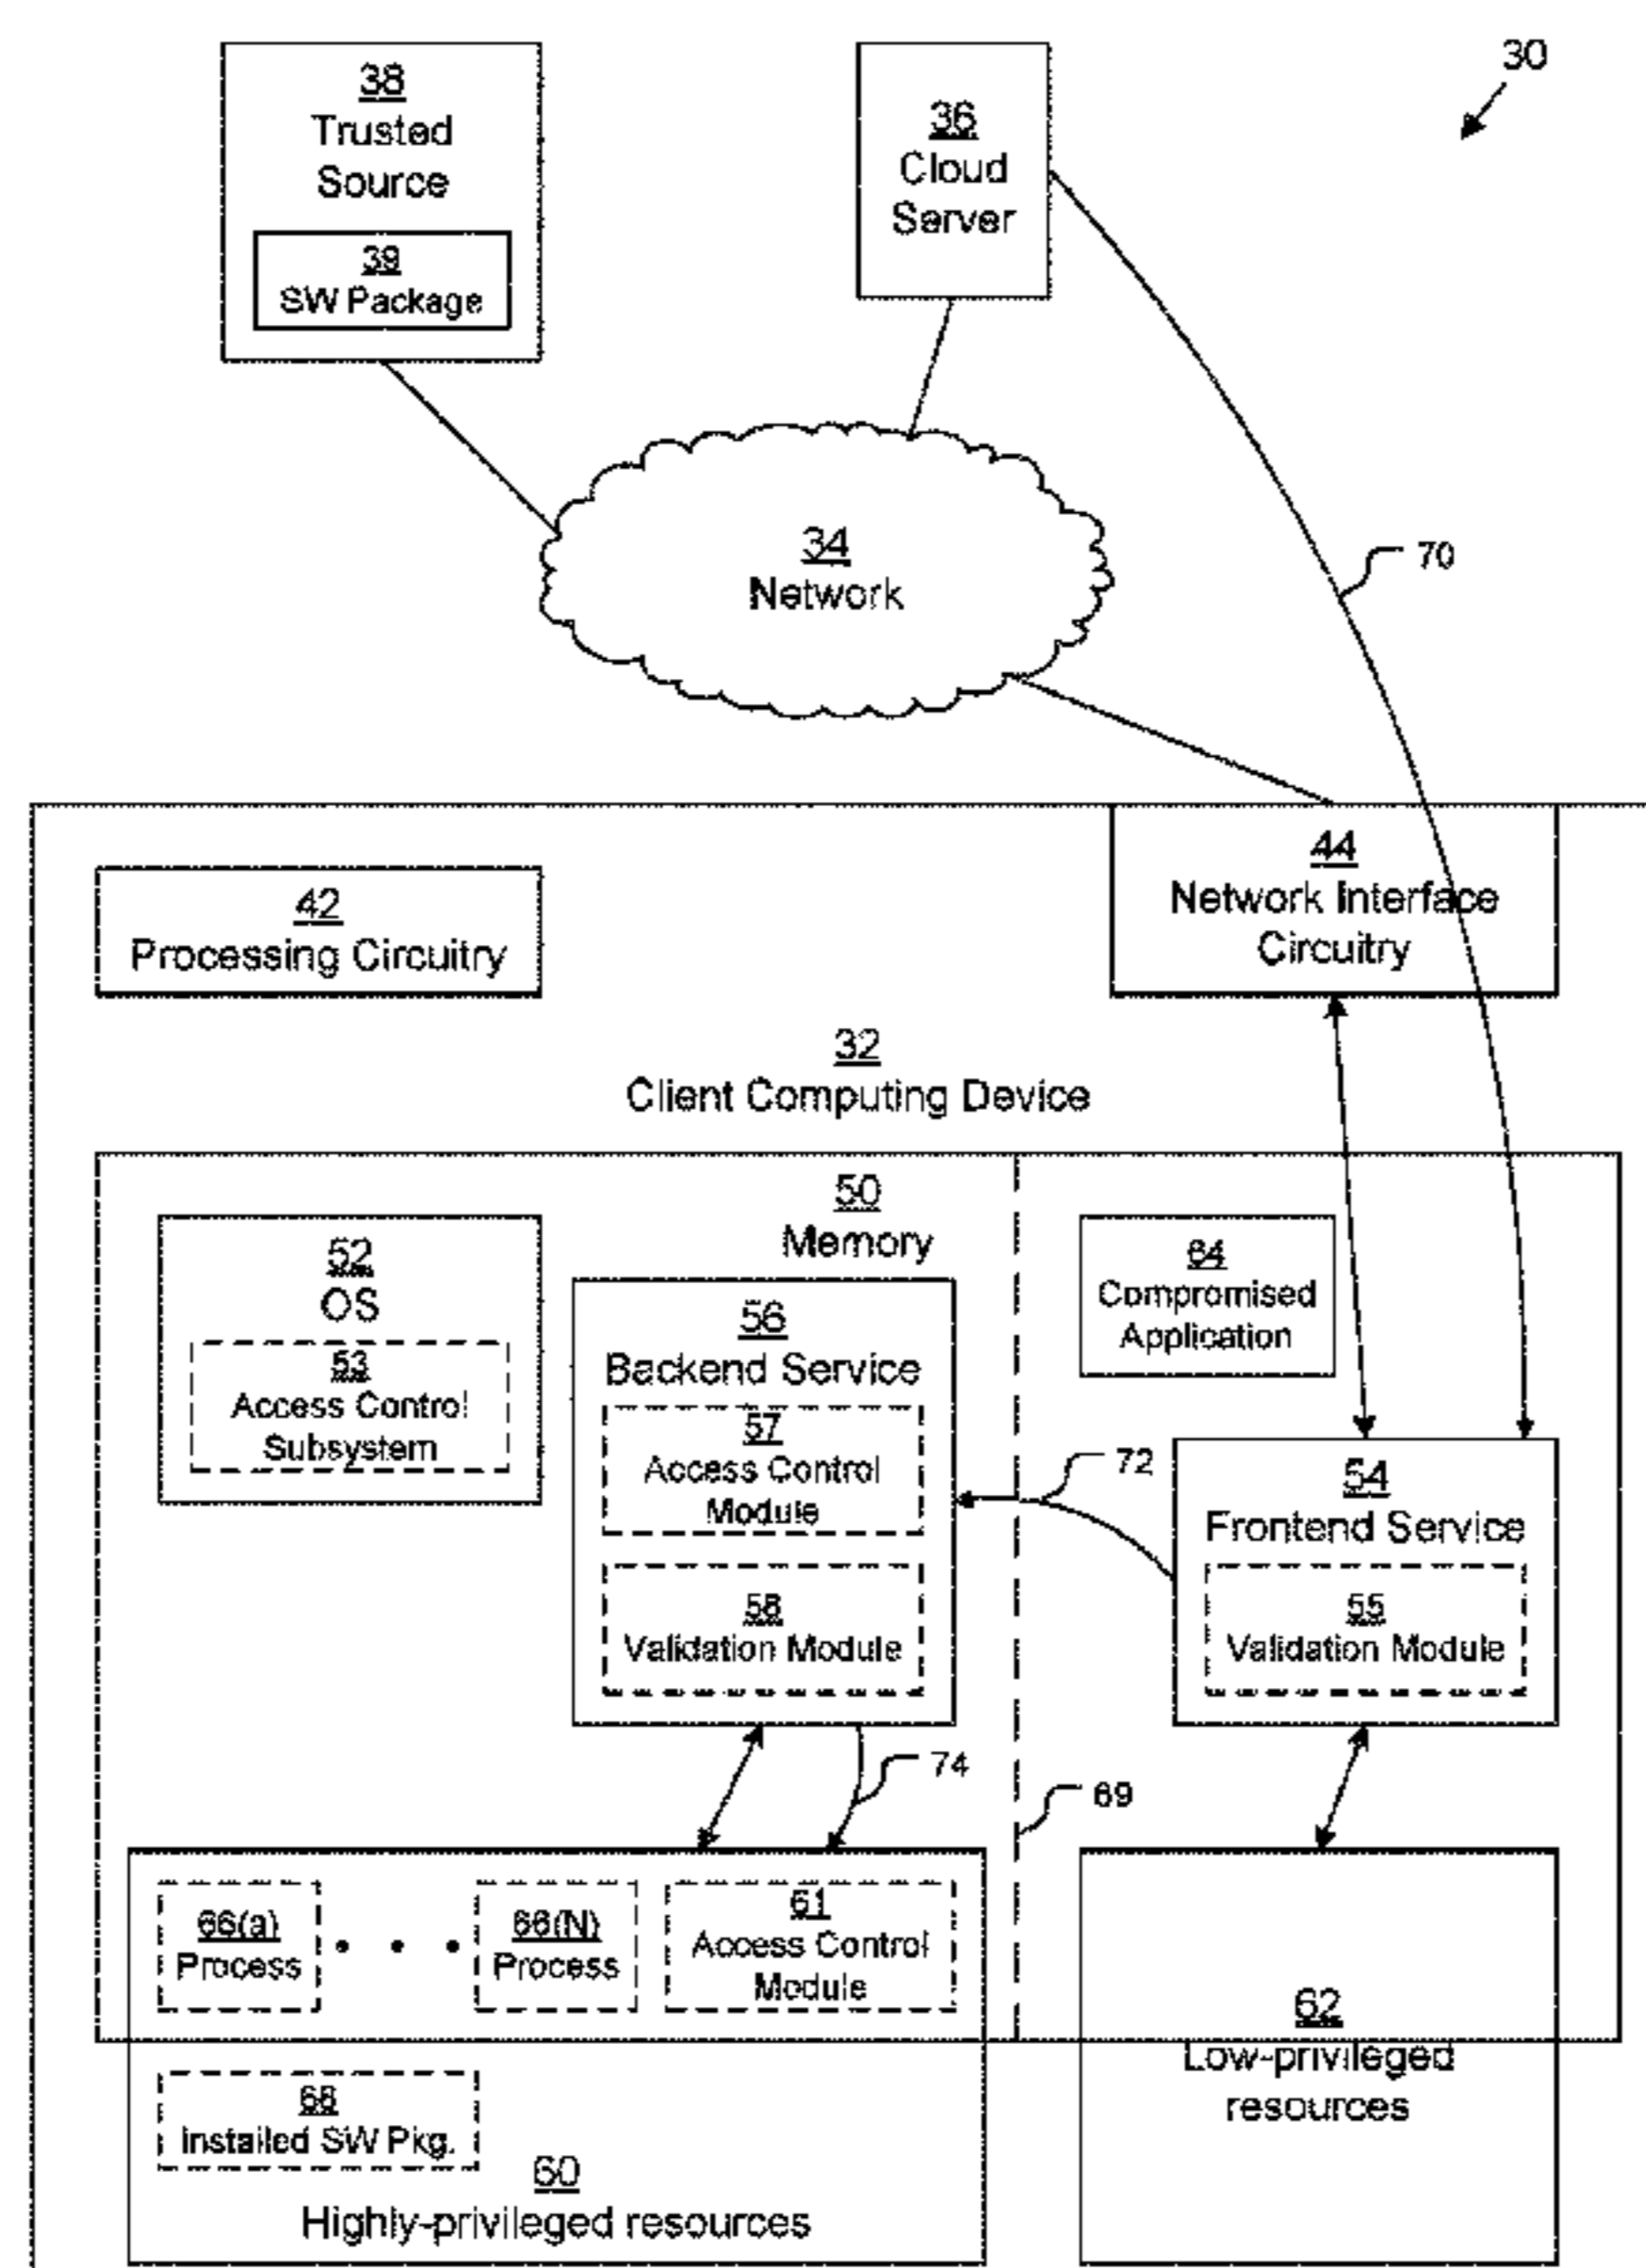 30
38
Trusted
Source
39
SW Package
36
Cloud
Server
34
Network
70
44
Network Interface
Circuitry
42
Processing Circuitry
32
Client Computing Device
50
Memory
52
OS
53
Access Control
Subsystem
56
Backend Service
57
Access Control
Module
58
Validation Module
64
Compromised
Application
72
54
Frontend Service
55
Validation Module
74
69
66(a)
Process
• • •
66(N)
Process
61
Access Control
Module
68
Installed SW Pkg.
60
Highly-privileged resources
62
Low-privileged
resources